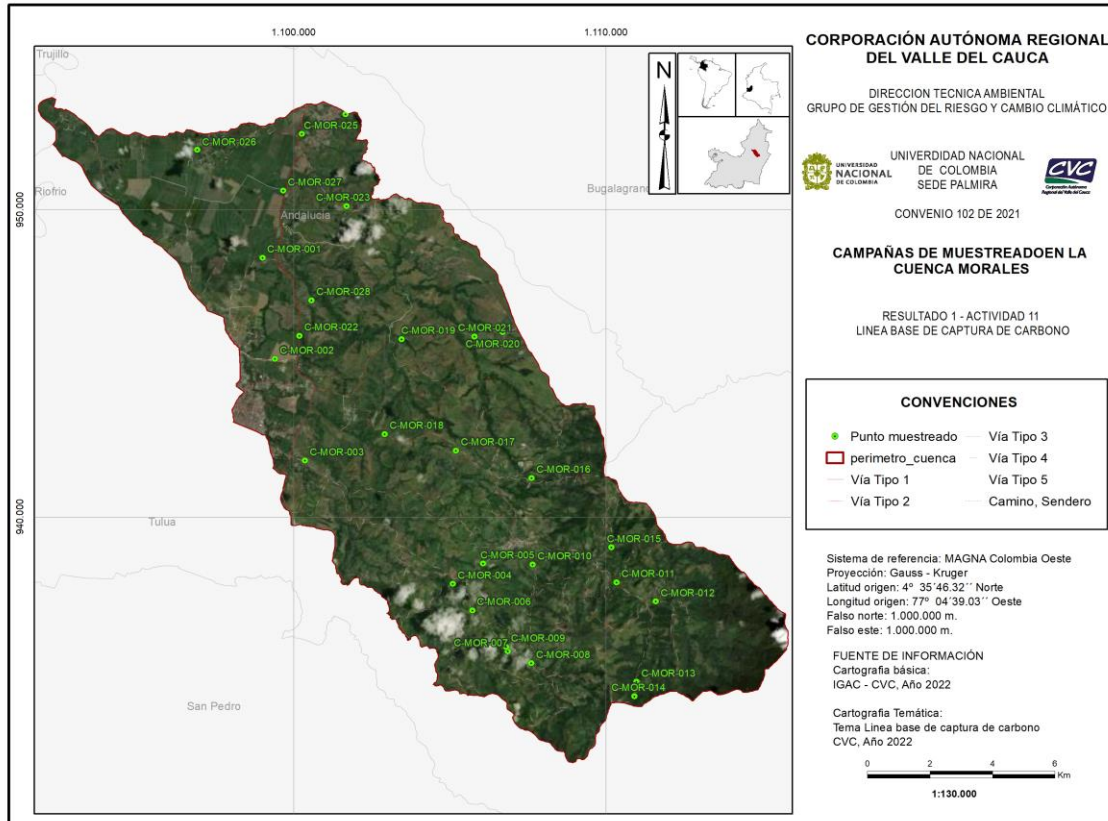 1.100.000
1.110.000
Trujillo
Riofrio
Bugalagrande
Andalucia
Tulua
San Pedro
950.000
940.000
N
C-MOR-025
C-MOR-026
C-MOR-027
C-MOR-023
C-MOR-001
C-MOR-028
C-MOR-022
C-MOR-019
C-MOR-021
C-MOR-020
C-MOR-002
C-MOR-018
C-MOR-017
C-MOR-003
C-MOR-016
C-MOR-015
C-MOR-005
C-MOR-010
C-MOR-004
C-MOR-011
C-MOR-012
C-MOR-006
C-MOR-009
C-MOR-007
C-MOR-008
C-MOR-013
C-MOR-014
CORPORACIÓN AUTÓNOMA REGIONAL
DEL VALLE DEL CAUCA
DIRECCION TECNICA AMBIENTAL
GRUPO DE GESTIÓN DEL RIESGO Y CAMBIO CLIMÁTICO
UNIVERSIDAD
NACIONAL
DE COLOMBIA
UNIVERDIDAD NACIONAL
DE COLOMBIA
SEDE PALMIRA
CVC
Corporación Autónoma
Regional del Valle del Cauca
CONVENIO 102 DE 2021
CAMPAÑAS DE MUESTREADOEN LA
CUENCA MORALES
RESULTADO 1 - ACTIVIDAD 11
LINEA BASE DE CAPTURA DE CARBONO
CONVENCIONES
Punto muestreado
perimetro_cuenca
Vía Tipo 1
Vía Tipo 2
Vía Tipo 3
Vía Tipo 4
Vía Tipo 5
Camino, Sendero
Sistema de referencia: MAGNA Colombia Oeste
Proyección: Gauss - Kruger
Latitud origen: 4º 35´46.32´´ Norte
Longitud origen: 77º 04´39.03´´ Oeste
Falso norte: 1.000.000 m.
Falso este: 1.000.000 m.
FUENTE DE INFORMACIÓN
Cartografía básica:
IGAC - CVC, Año 2022
Cartografia Temática:
Tema Linea base de captura de carbono
CVC, Año 2022
0 2 4 6
Km
1:130.000